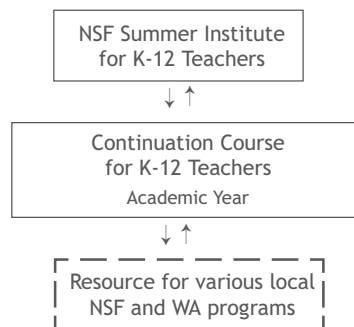 NSF Summer Institute
for K-12 Teachers
↓ ↑
Continuation Course
for K-12 Teachers
Academic Year
↓ ↑
Resource for various local
NSF and WA programs